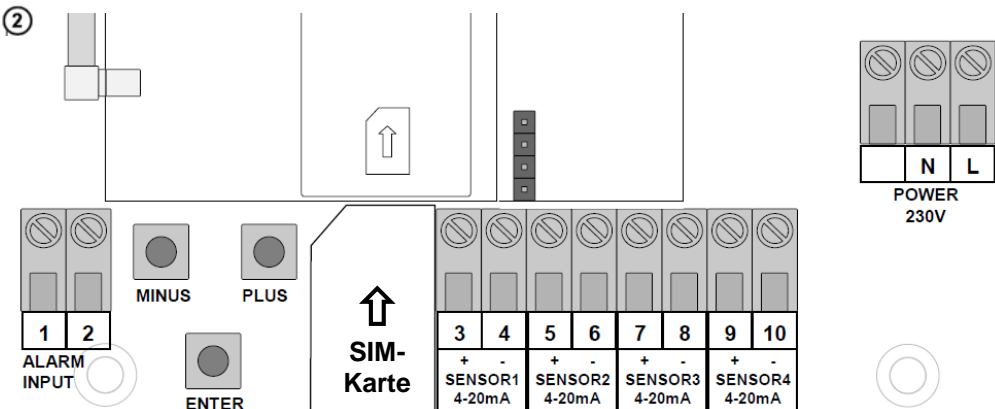 2
N L
POWER
230V
MINUS PLUS
1 2
ALARM
INPUT
ENTER
SIM-
Karte
3 4 5 6 7 8 9 10
+ - + - + - + -
SENSOR1 SENSOR2 SENSOR3 SENSOR4
4-20mA 4-20mA 4-20mA 4-20mA